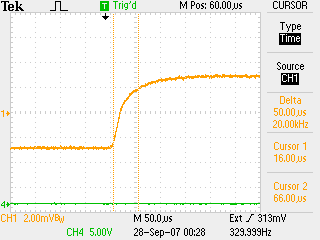 Tek Trig'd M Pos: 60.00µs CURSOR
Type
Time
Source
CH1
Delta
50.00µs
20.00kHz
Cursor 1
16.00µs
Cursor 2
66.00µs
1
4
CH1 2.00mVBW M 50.0µs Ext 313mV
CH4 5.00V 28-Sep-07 00:28 329.999Hz